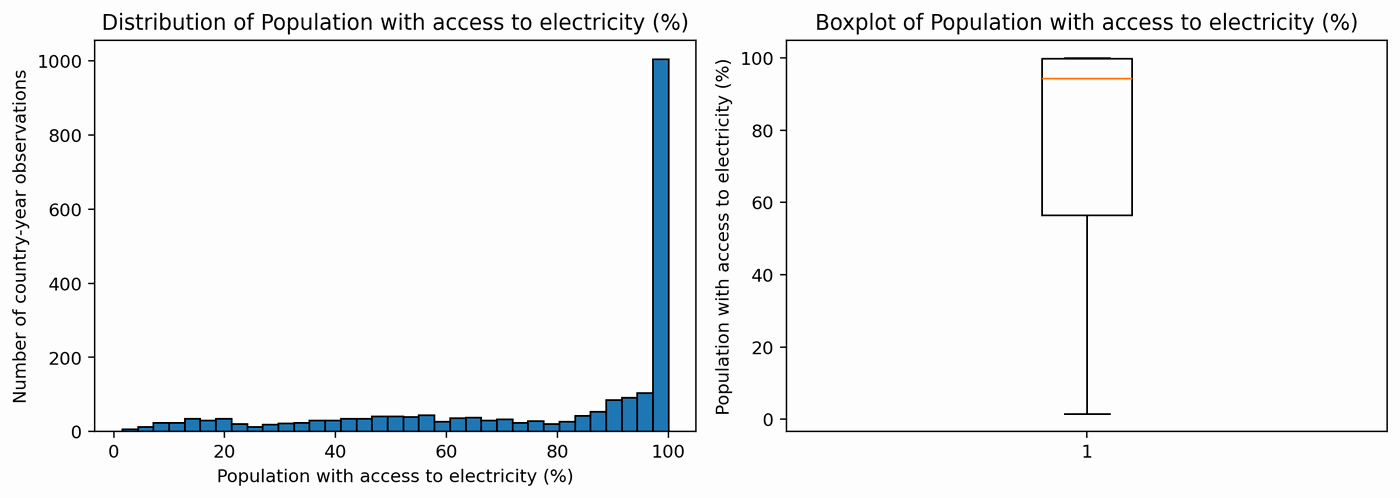 Distribution of Population with access to electricity (%)
Number of country-year observations
1000
800
600
400
200
0
0 20 40 60 80 100
Population with access to electricity (%)
Boxplot of Population with access to electricity (%)
Population with access to electricity (%)
100
80
60
40
20
0
1